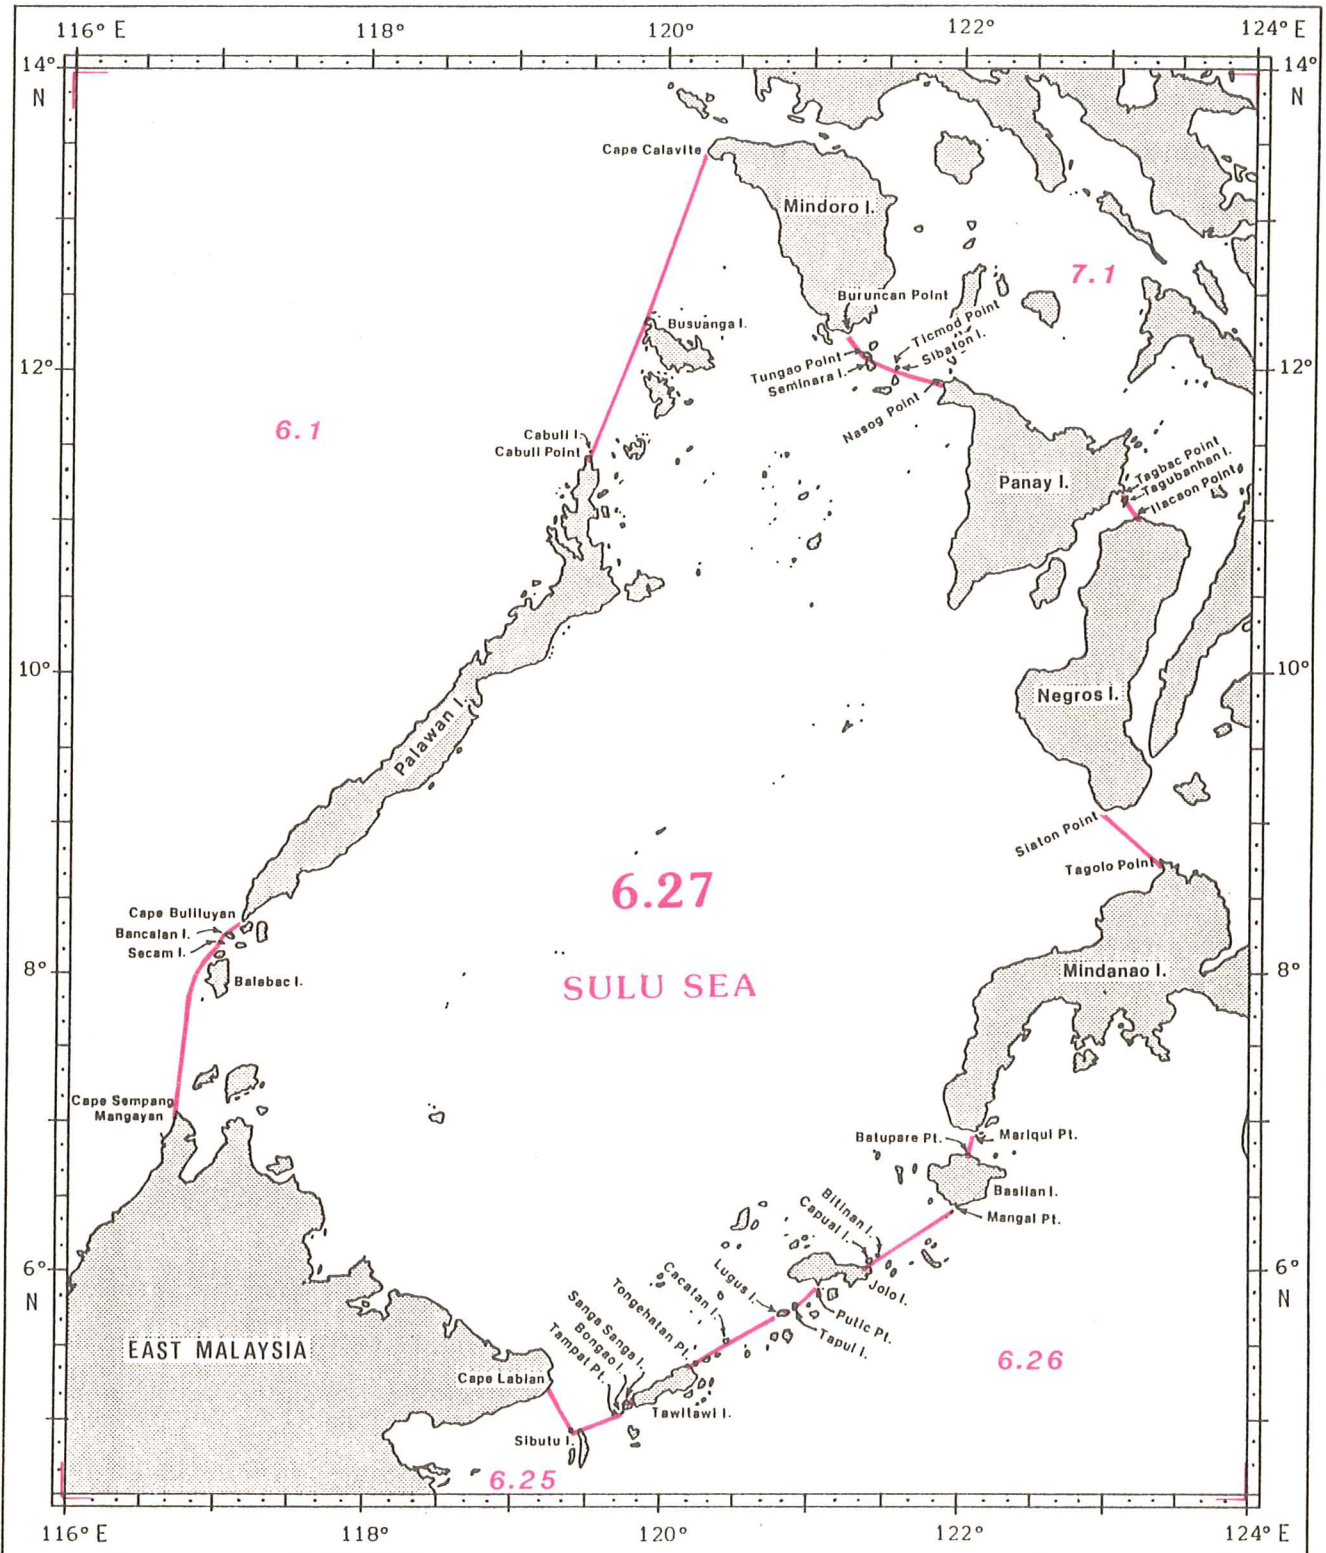 116° E
118°
120°
122°
124° E
14°
N
14°
N
Cape Calavite
Mindoro I.
7.1
Buruncan Point
Busuanga I.
Ticmod Point
Sibaton I.
Tungao Point
Seminara I.
12°
12°
Nasog Point
6.1
Cabuli I.
Cabuli Point
Panay I.
Tagbac Point
Tagubanhan I.
Ilacaon Point
10°
10°
Palawan I.
Negros I.
Siaton Point
Tagolo Point
6.27
SULU SEA
Cape Buliluyan
Bancalan I.
Secam I.
8°
8°
Balabac I.
Mindanao I.
Cape Sempang
Mangayan
Batupare Pt.
Mariqui Pt.
Basilan I.
Mangal Pt.
Bitinan I.
Capual I.
6°
N
6°
N
Jolo I.
Lugus I.
Cacatan I.
Tongehatan Pt.
Sanga Sanga I.
Bongao I.
Tampat Pt.
Putic Pt.
Tapul I.
EAST MALAYSIA
6.26
Cape Labian
Tawitawi I.
Sibutu I.
6.25
116° E
118°
120°
122°
124° E